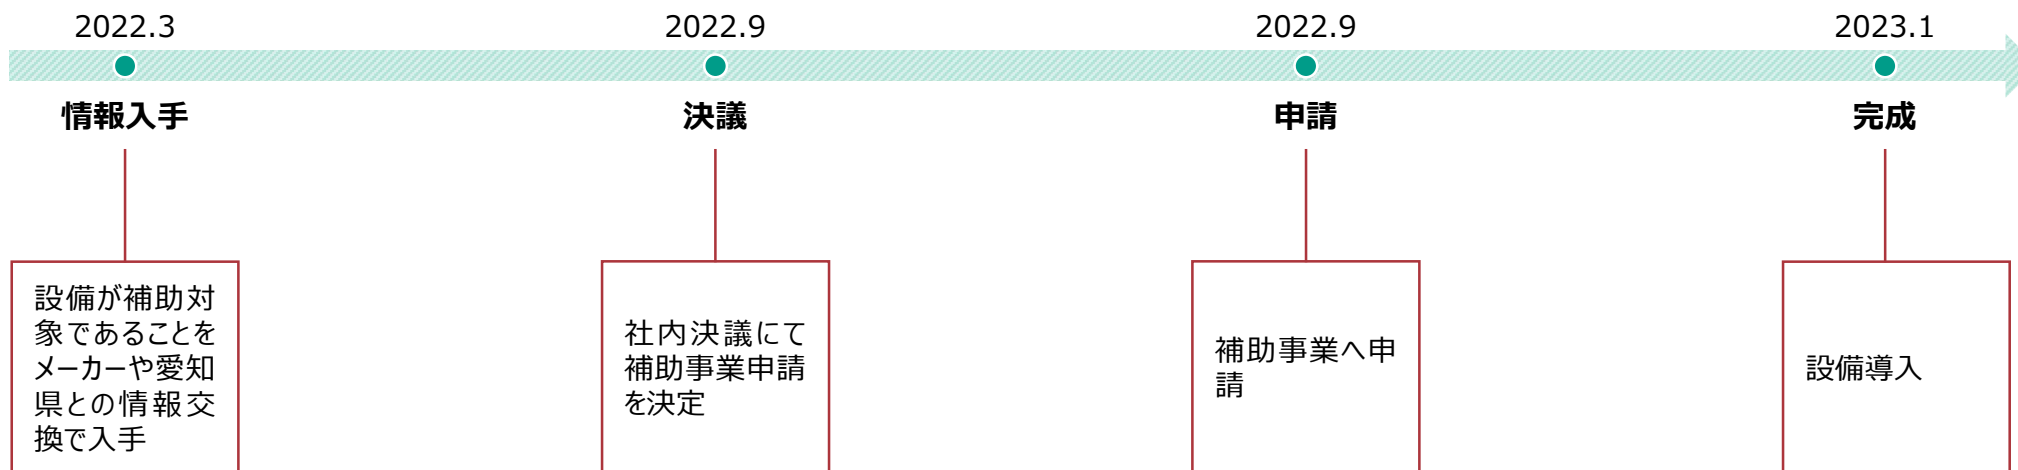 2022.3
2022.9
2022.9
2023.1
情報入手
決議
申請
完成
設備が補助対
象であることを
メーカーや愛知
県との情報交
換で入手
社内決議にて
補助事業申請
を決定
補助事業へ申
請
設備導入